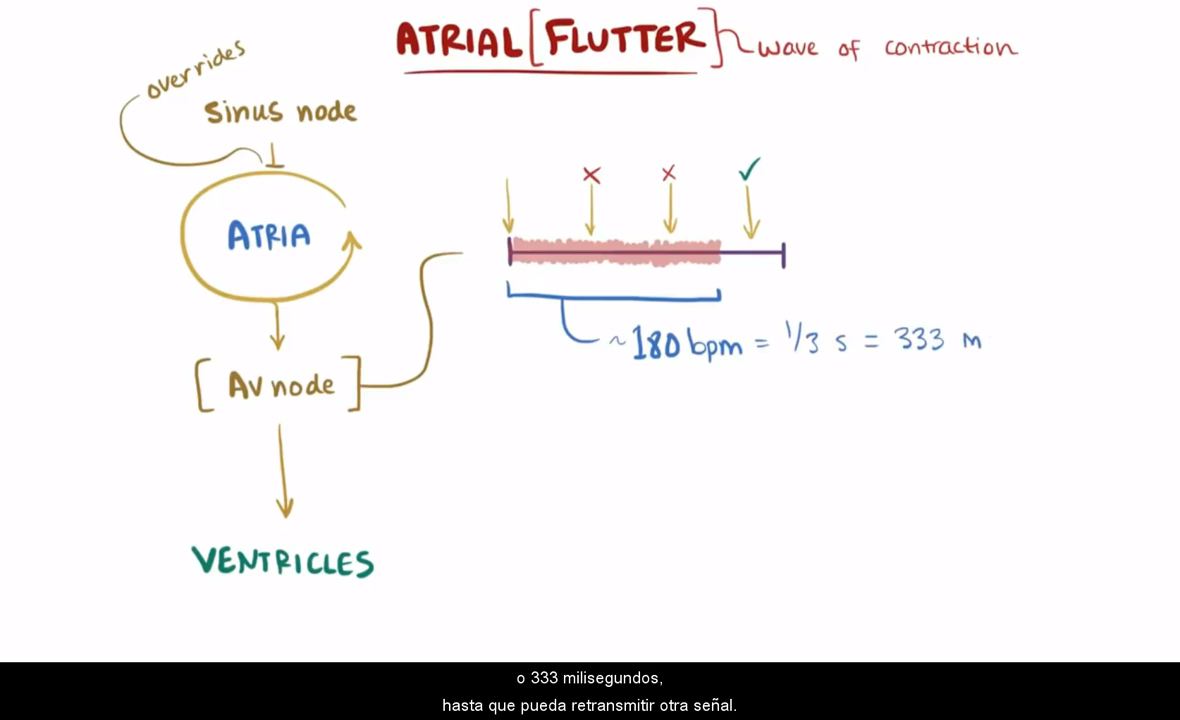 ATRIAL [FLUTTER] wave of contraction
overrides
Sinus node
ATRIA
~180 bpm = 1/3 s = 333 m
[AV node]
VENTRICLES
o 333 milisegundos,
hasta que pueda retransmitir otra señal.